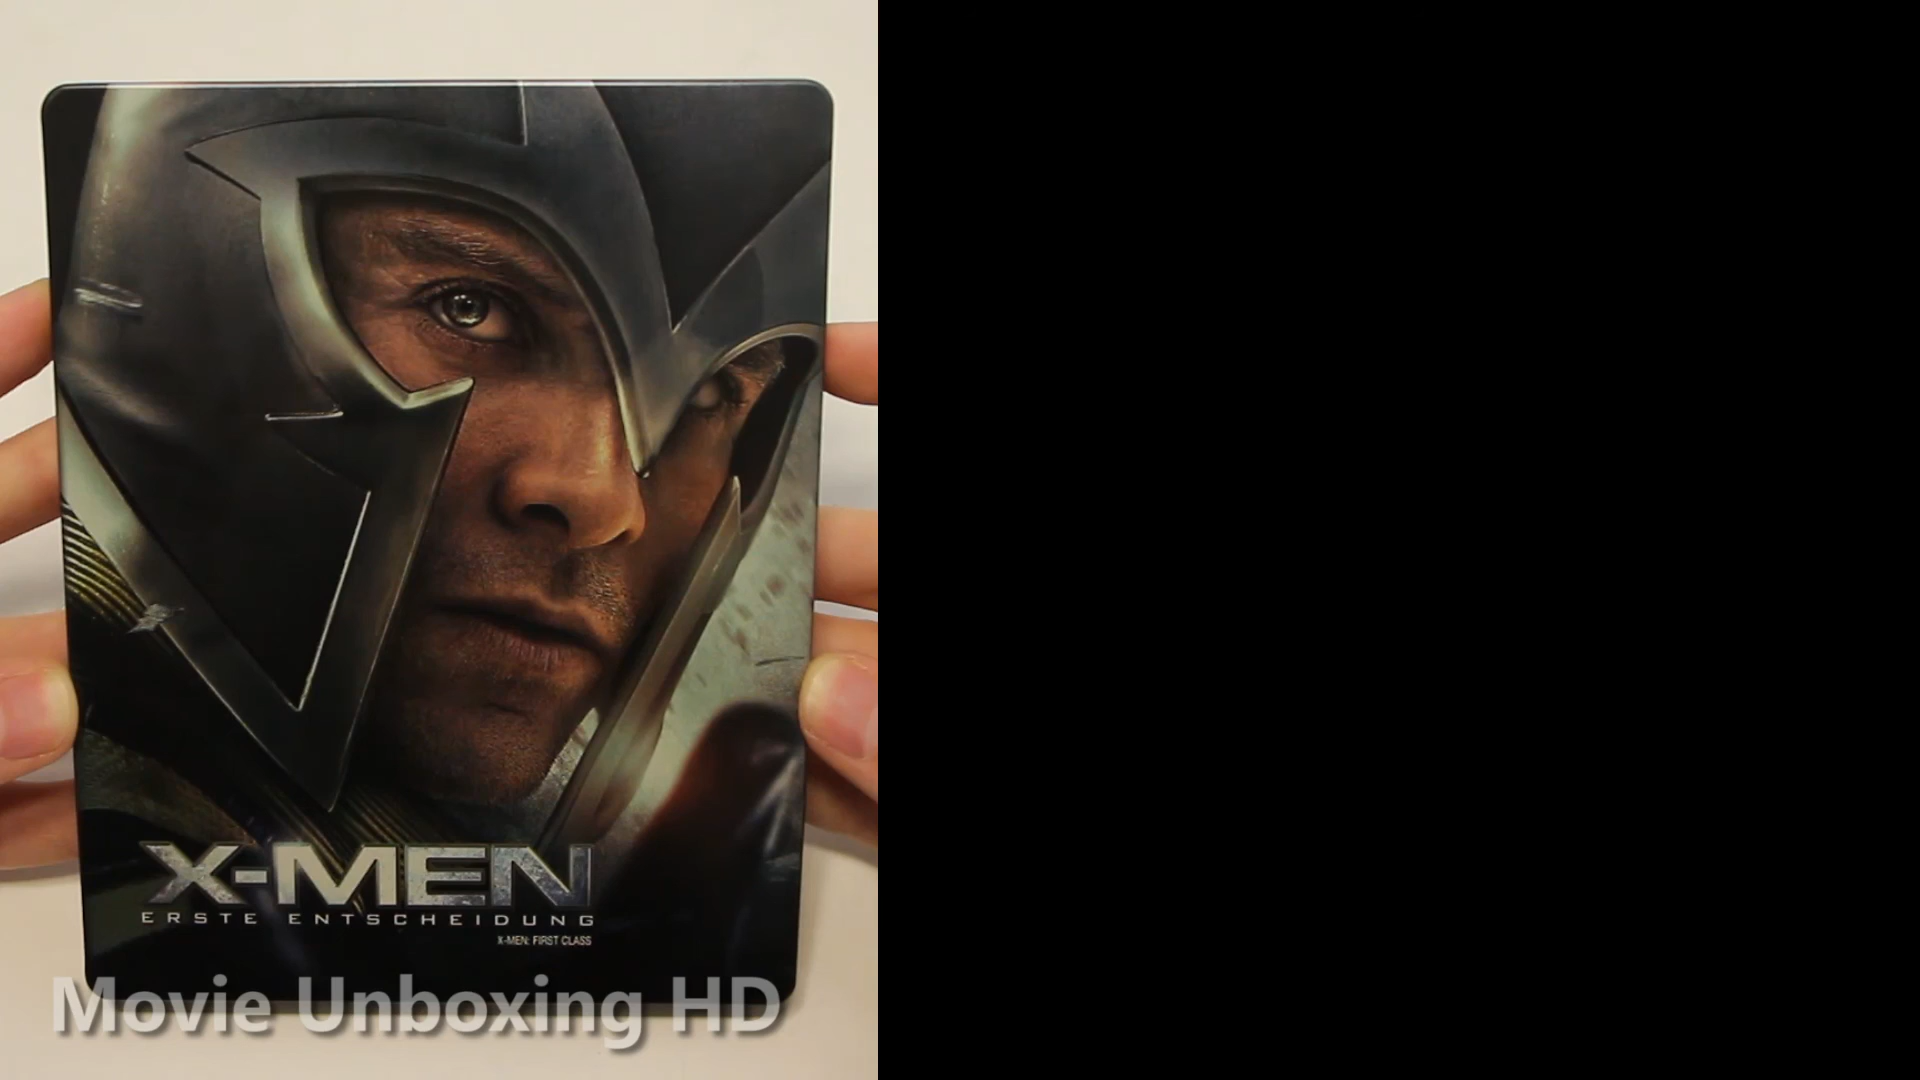 X-MEN
ERSTE ENTSCHEIDUNG
X-MEN: FIRST CLASS
Movie Unboxing HD